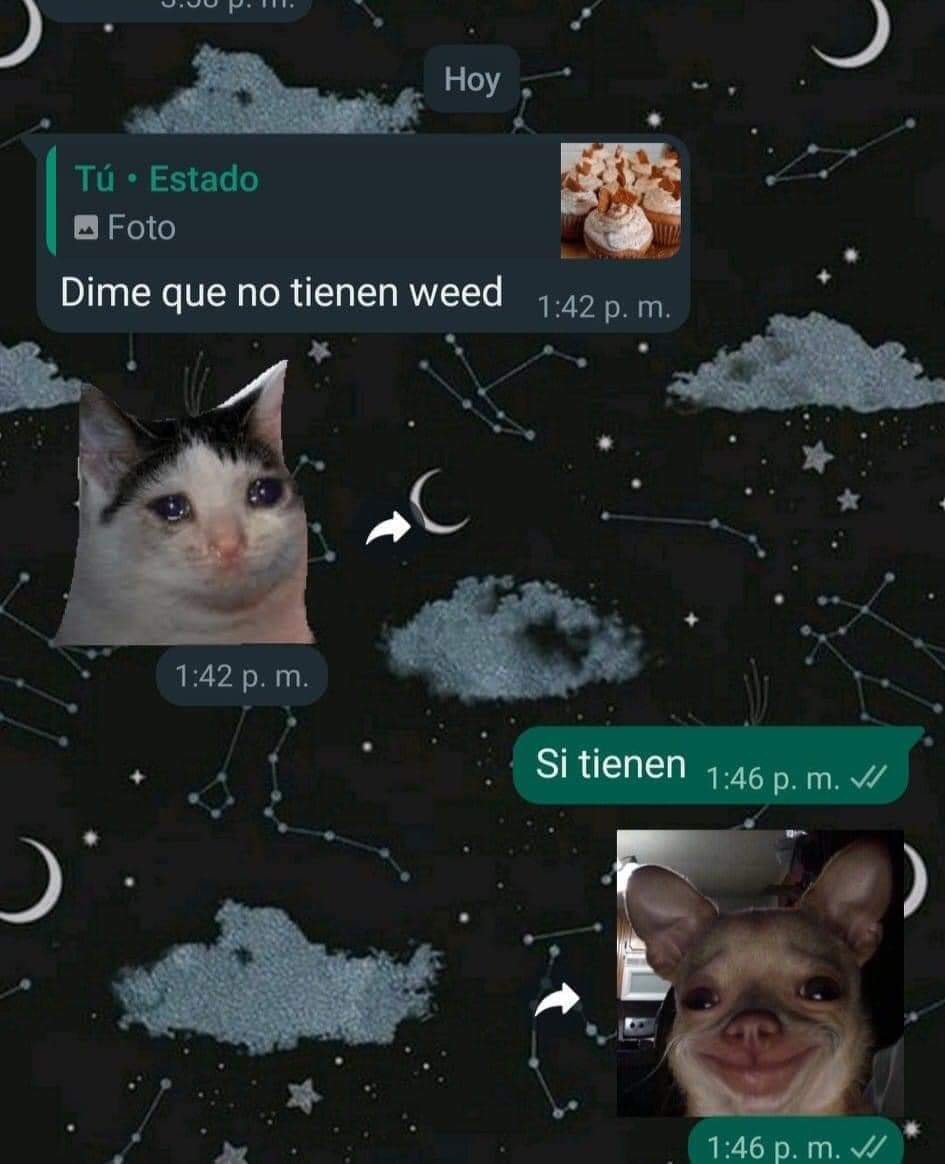 Hoy
Tú • Estado
Foto
Dime que no tienen weed 1:42 p. m.
1:42 p. m.
Si tienen 1:46 p. m.
1:46 p. m.